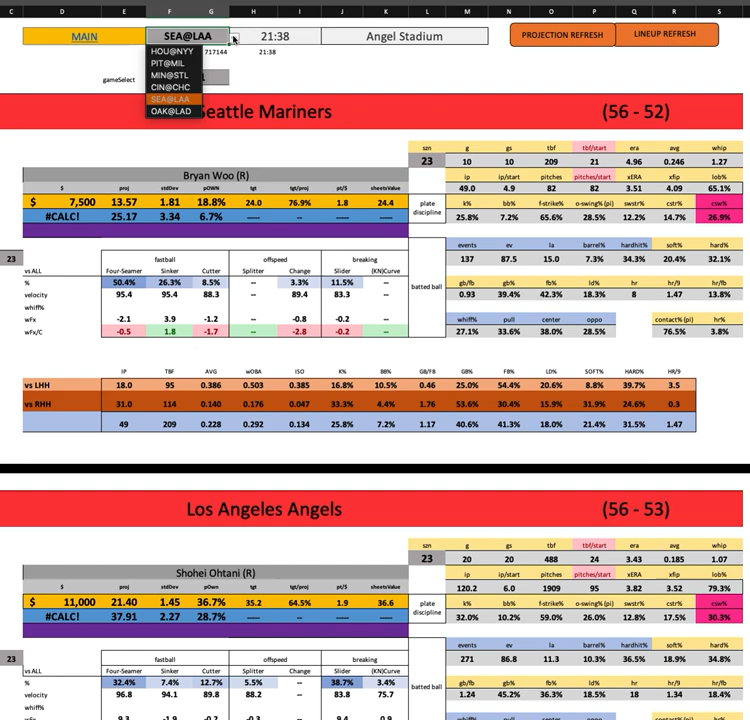 C D E F G H I J K L M N O P Q R S
MAIN SEA@LAA 21:38 Angel Stadium PROJECTION REFRESH LINEUP REFRESH
HOU@NYY 717144 21:38
PIT@MIL
MIN@STL gameSelect
CIN@CHC
SEA@LAA
OAK@LAD
Seattle Mariners (56 - 52)
szn g gs tbf tbf/start era avg whip
23 10 10 209 21 4.96 0.246 1.27
Bryan Woo (R) ip ip/start pitches pitches/start xERA xfip lob%
$ proj stdDev pOWN tgt tgt/proj pt/$ sheetsValue 49.0 4.9 82 82 3.51 4.09 65.1%
$ 7,500 13.57 1.81 18.8% 24.0 76.9% 1.8 24.4 plate discipline k% bb% f-strike% o-swing% (pi) swstr% cstr% csw%
#CALC! 25.17 3.34 6.7% ---- -- ---- ---- 25.8% 7.2% 65.6% 28.5% 12.2% 14.7% 26.9%
events ev la barrel% hardhit% soft% hard%
23 fastball offspeed breaking 137 87.5 15.0 7.3% 34.3% 20.4% 32.1%
vs ALL Four-Seamer Sinker Cutter Splitter Change Slider (KN)Curve
% 50.4% 26.3% 8.5% -- 3.3% 11.5% -- batted ball gb/fb gb% fb% ld% hr hr/9 hr/fb
velocity 95.4 95.4 88.3 -- 89.4 83.3 -- 0.93 39.4% 42.3% 18.3% 8 1.47 13.8%
whiff%
wFx -2.1 3.9 -1.2 -- -0.8 -0.2 -- whiff% pull center oppo contact% (pi) hr%
wFx/C -0.5 1.8 -1.7 -- -2.8 -0.2 -- 27.1% 33.6% 38.0% 28.5% 76.5% 3.8%
IP TBF AVG wOBA ISO K% BB% GB/FB GB% FB% LD% SOFT% HARD% HR/9
vs LHH 18.0 95 0.386 0.503 0.385 16.8% 10.5% 0.46 25.0% 54.4% 20.6% 8.8% 39.7% 3.5
vs RHH 31.0 114 0.140 0.176 0.047 33.3% 4.4% 1.76 53.6% 30.4% 15.9% 31.9% 24.6% 0.3
49 209 0.228 0.292 0.134 25.8% 7.2% 1.17 40.6% 41.3% 18.0% 21.4% 31.5% 1.47
Los Angeles Angels (56 - 53)
szn g gs tbf tbf/start era avg whip
23 20 20 488 24 3.43 0.185 1.07
Shohei Ohtani (R) ip ip/start pitches pitches/start xERA xfip lob%
$ proj stdDev pOwn tgt tgt/proj pt/$ sheetsValue 120.2 6.0 1909 95 3.82 3.52 79.3%
$ 11,000 21.40 1.45 36.7% 35.2 64.5% 1.9 36.6 plate discipline k% bb% f-strike% o-swing% (pi) swstr% cstr% csw%
#CALC! 37.91 2.27 28.7% ---- -- ---- ---- 32.0% 10.2% 59.0% 26.0% 12.8% 17.5% 30.3%
events ev la barrel% hardhit% soft% hard%
23 fastball offspeed breaking 271 86.8 11.3 10.3% 36.5% 18.9% 34.8%
vs ALL Four-Seamer Sinker Cutter Splitter Change Slider (KN)Curve
% 32.4% 7.4% 12.7% 5.5% -- 38.7% 3.4% batted ball gb/fb gb% fb% ld% hr hr/9 hr/fb
velocity 96.8 94.1 89.8 88.2 -- 83.8 75.7 1.24 45.2% 36.3% 18.5% 18 1.34 18.4%
whiff%
wFx 9.3 -1.9 -0.2 -0.3 -- 9.4 0.9 whiff% pull center oppo contact% (pi) hr%